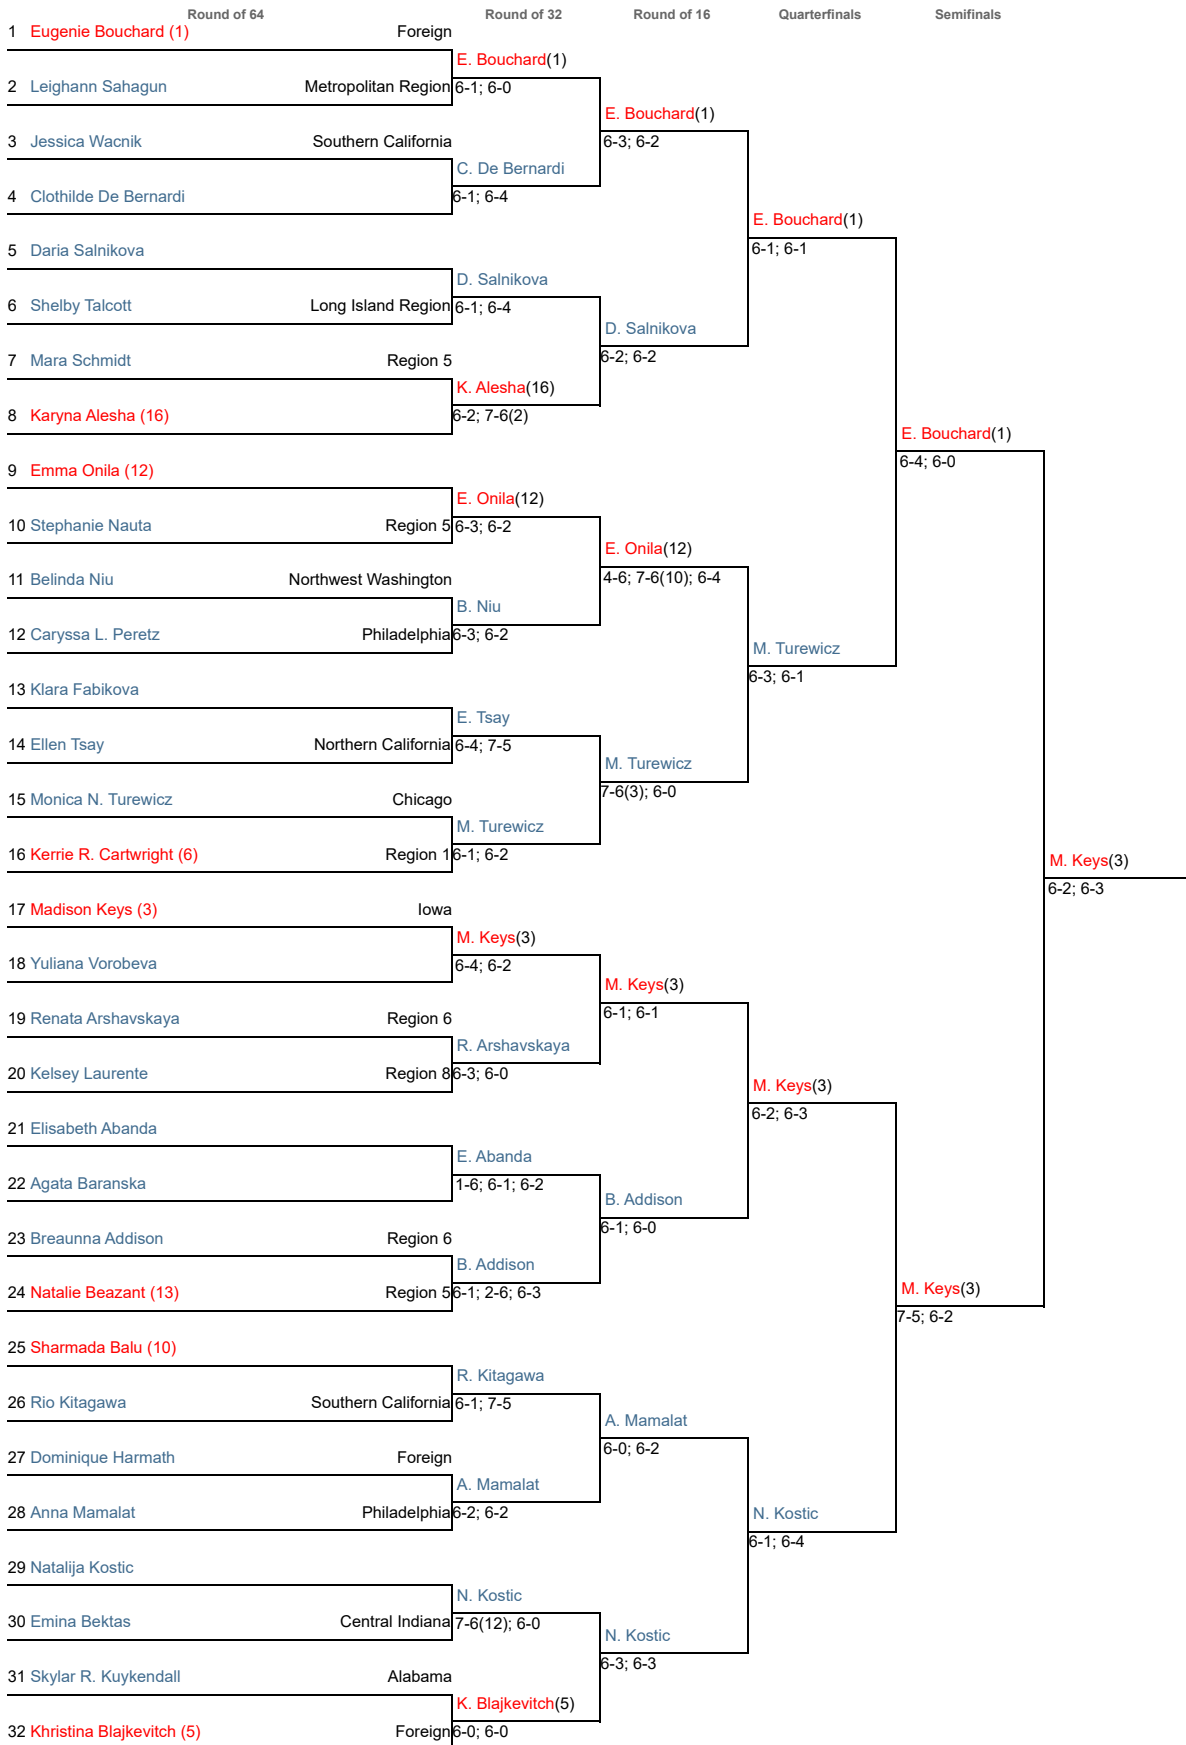 Round of 64 Round of 32 Round of 16 Quarterfinals Semifinals
1 Eugenie Bouchard (1) Foreign
E. Bouchard(1)
2 Leighann Sahagun Metropolitan Region 6-1; 6-0
E. Bouchard(1)
3 Jessica Wacnik Southern California 6-3; 6-2
C. De Bernardi
4 Clothilde De Bernardi 6-1; 6-4
E. Bouchard(1)
5 Daria Salnikova 6-1; 6-1
D. Salnikova
6 Shelby Talcott Long Island Region 6-1; 6-4
D. Salnikova
7 Mara Schmidt Region 5 6-2; 6-2
K. Alesha(16)
8 Karyna Alesha (16) 6-2; 7-6(2)
E. Bouchard(1)
9 Emma Onila (12) 6-4; 6-0
E. Onila(12)
10 Stephanie Nauta Region 5 6-3; 6-2
E. Onila(12)
11 Belinda Niu Northwest Washington 4-6; 7-6(10); 6-4
B. Niu
12 Caryssa L. Peretz Philadelphia 6-3; 6-2
M. Turewicz
13 Klara Fabikova 6-3; 6-1
E. Tsay
14 Ellen Tsay Northern California 6-4; 7-5
M. Turewicz
15 Monica N. Turewicz Chicago 7-6(3); 6-0
M. Turewicz
16 Kerrie R. Cartwright (6) Region 1 6-1; 6-2
M. Keys(3)
6-2; 6-3
17 Madison Keys (3) Iowa
M. Keys(3)
18 Yuliana Vorobeva 6-4; 6-2
M. Keys(3)
19 Renata Arshavskaya Region 6 6-1; 6-1
R. Arshavskaya
20 Kelsey Laurente Region 8 6-3; 6-0
M. Keys(3)
21 Elisabeth Abanda 6-2; 6-3
E. Abanda
22 Agata Baranska 1-6; 6-1; 6-2
B. Addison
23 Breaunna Addison Region 6 6-1; 6-0
B. Addison
24 Natalie Beazant (13) Region 5 6-1; 2-6; 6-3
M. Keys(3)
7-5; 6-2
25 Sharmada Balu (10)
R. Kitagawa
26 Rio Kitagawa Southern California 6-1; 7-5
A. Mamalat
27 Dominique Harmath Foreign 6-0; 6-2
A. Mamalat
28 Anna Mamalat Philadelphia 6-2; 6-2
N. Kostic
6-1; 6-4
29 Natalija Kostic
N. Kostic
30 Emina Bektas Central Indiana 7-6(12); 6-0
N. Kostic
31 Skylar R. Kuykendall Alabama 6-3; 6-3
K. Blajkevitch(5)
32 Khristina Blajkevitch (5) Foreign 6-0; 6-0